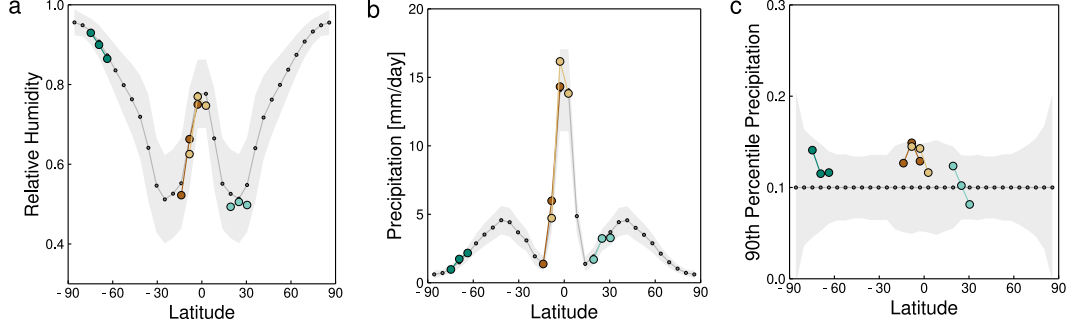 a
1.0
0.8
0.6
0.4
Relative Humidity
-90 -60 -30 0 30 60 90
Latitude
b
20
15
10
5
0
Precipitation [mm/day]
-90 -60 -30 0 30 60 90
Latitude
c
0.3
0.2
0.1
0.0
90th Percentile Precipitation
-90 -60 -30 0 30 60 90
Latitude